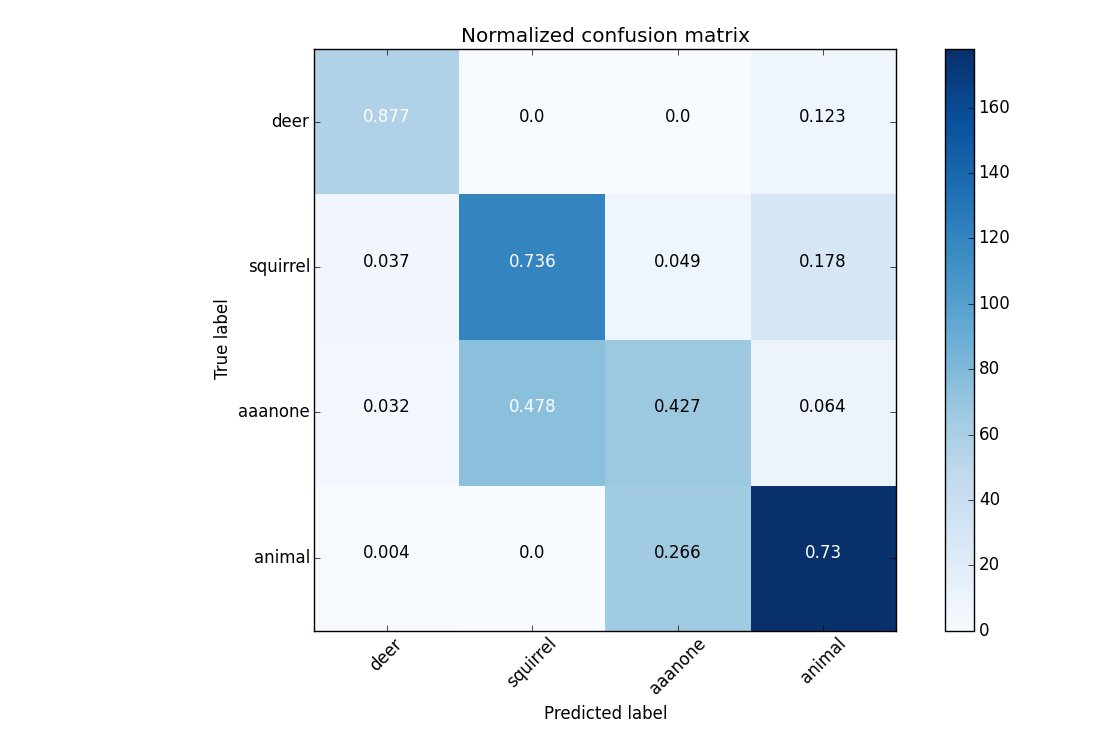 Normalized confusion matrix
deer 0.877 0.0 0.0 0.123
squirrel 0.037 0.736 0.049 0.178
aaanone 0.032 0.478 0.427 0.064
animal 0.004 0.0 0.266 0.73
True label
deer squirrel aaanone animal
Predicted label
160
140
120
100
80
60
40
20
0